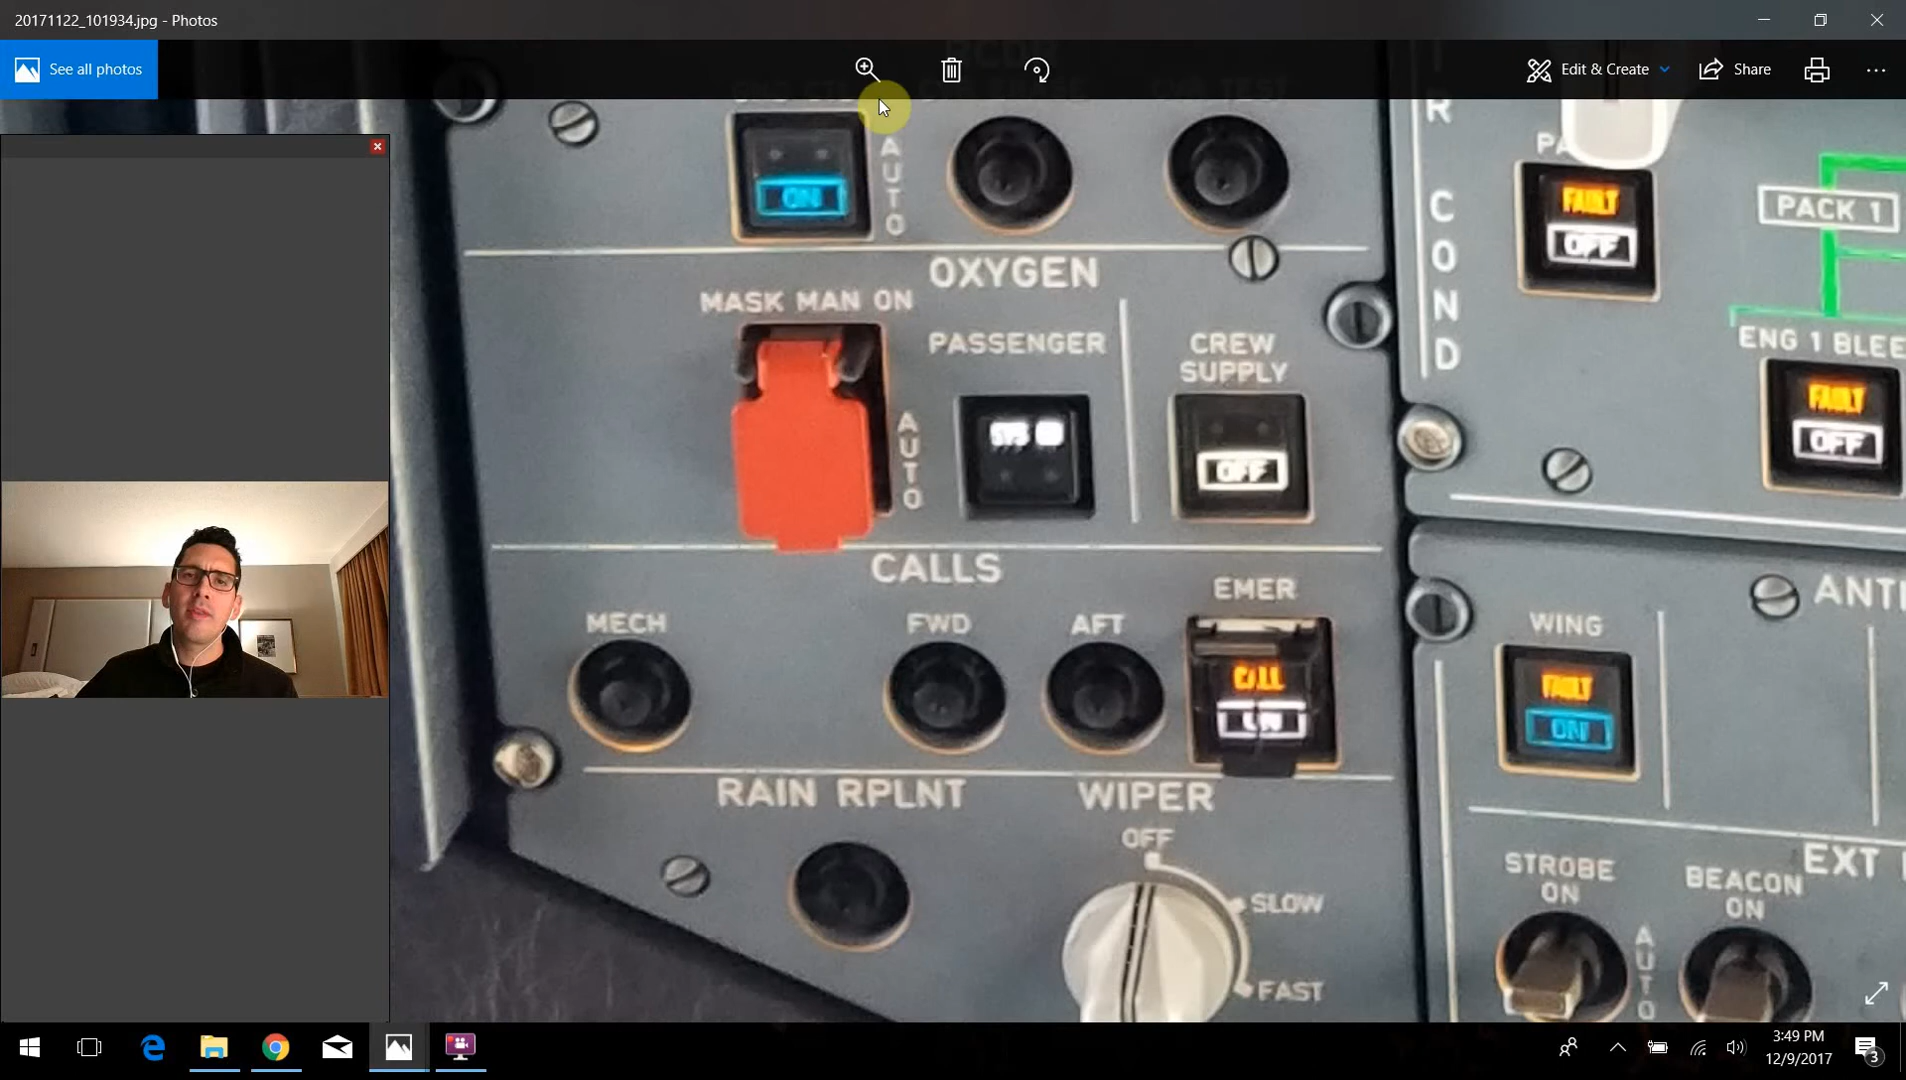 20171122_101934.jpg - Photos
See all photos
Edit & Create
Share
ON
AUTO
OXYGEN
MASK MAN ON
AUTO
PASSENGER
SYS
CREW
SUPPLY
OFF
CALLS
MECH
FWD
AFT
EMER
CALL
ON
RAIN RPLNT
WIPER
OFF
SLOW
FAST
COND
FAULT
OFF
PACK 1
ENG 1 BLEE
FAULT
OFF
ANTI
WING
FAULT
ON
EXT
STROBE
ON
AUTO
BEACON
ON
3:49 PM
12/9/2017
3